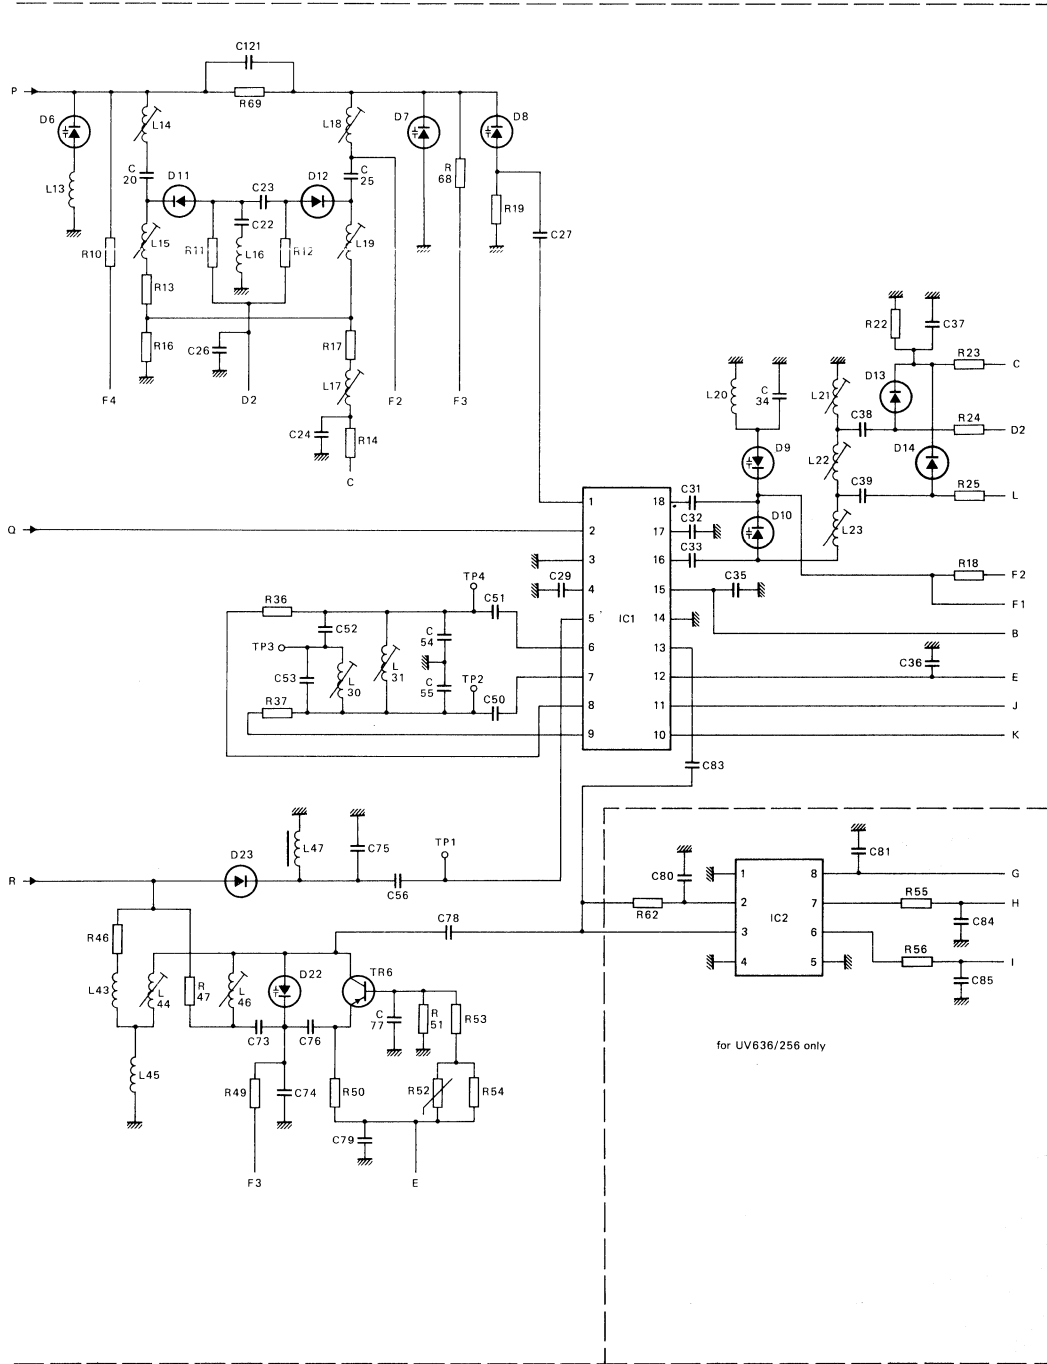 C121
P
R69
D6
L14
L18
D7
D8
C
20
D11
C23
D12
C
25
R
68
L13
R19
C22
C27
R10
L15
R11
L16
R12
L19
R13
R16
C26
R17
L17
F4
D2
F2
F3
C24
R14
C
R22
C37
R23
C
L20
C
34
L21
D13
C38
R24
D2
D9
L22
D14
C39
R25
L
C31
1
18
Q
2
17
C32
D10
L23
3
16
C33
R18
F2
C29
4
15
C35
F1
TP4
R36
C51
5
IC1
14
B
C52
C
54
TP3
6
13
C36
C53
L
30
L
31
C
55
TP2
7
12
E
R37
C50
8
11
J
9
10
K
C83
L47
C75
TP1
R
D23
C56
C81
C80
1
8
G
R62
2
7
R55
H
IC2
C84
C78
3
6
R56
I
4
5
C85
R46
D22
TR6
L43
L
44
R
47
L
46
C73
C76
C
77
R
51
R53
for UV636/256 only
L45
R49
C74
R50
R52
R54
C79
F3
E